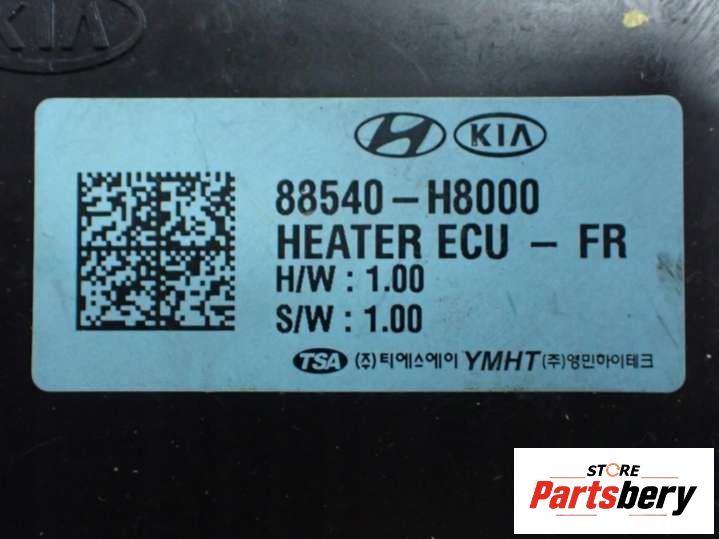 KIA
KIA
88540-H8000
HEATER ECU - FR
H/W : 1.00
S/W : 1.00
TSA (주)티에스에이 YMHT (주)영민하이테크
STORE
Partsbery